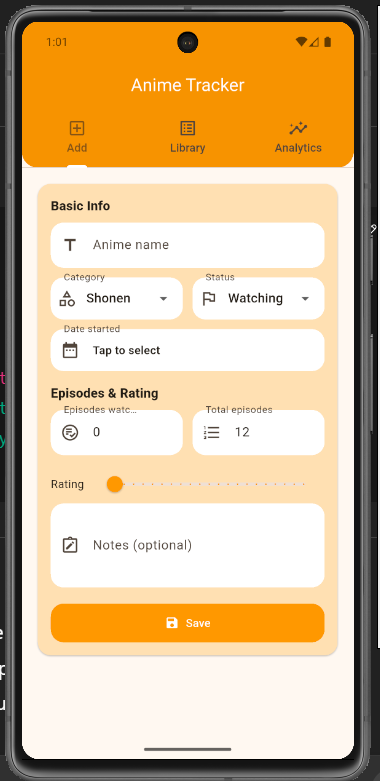 1:01
Anime Tracker
Add Library Analytics
Basic Info
Anime name
Category Status
Shonen Watching
Date started
Tap to select
Episodes & Rating
Episodes watc... Total episodes
0 12
Rating
Notes (optional)
Save